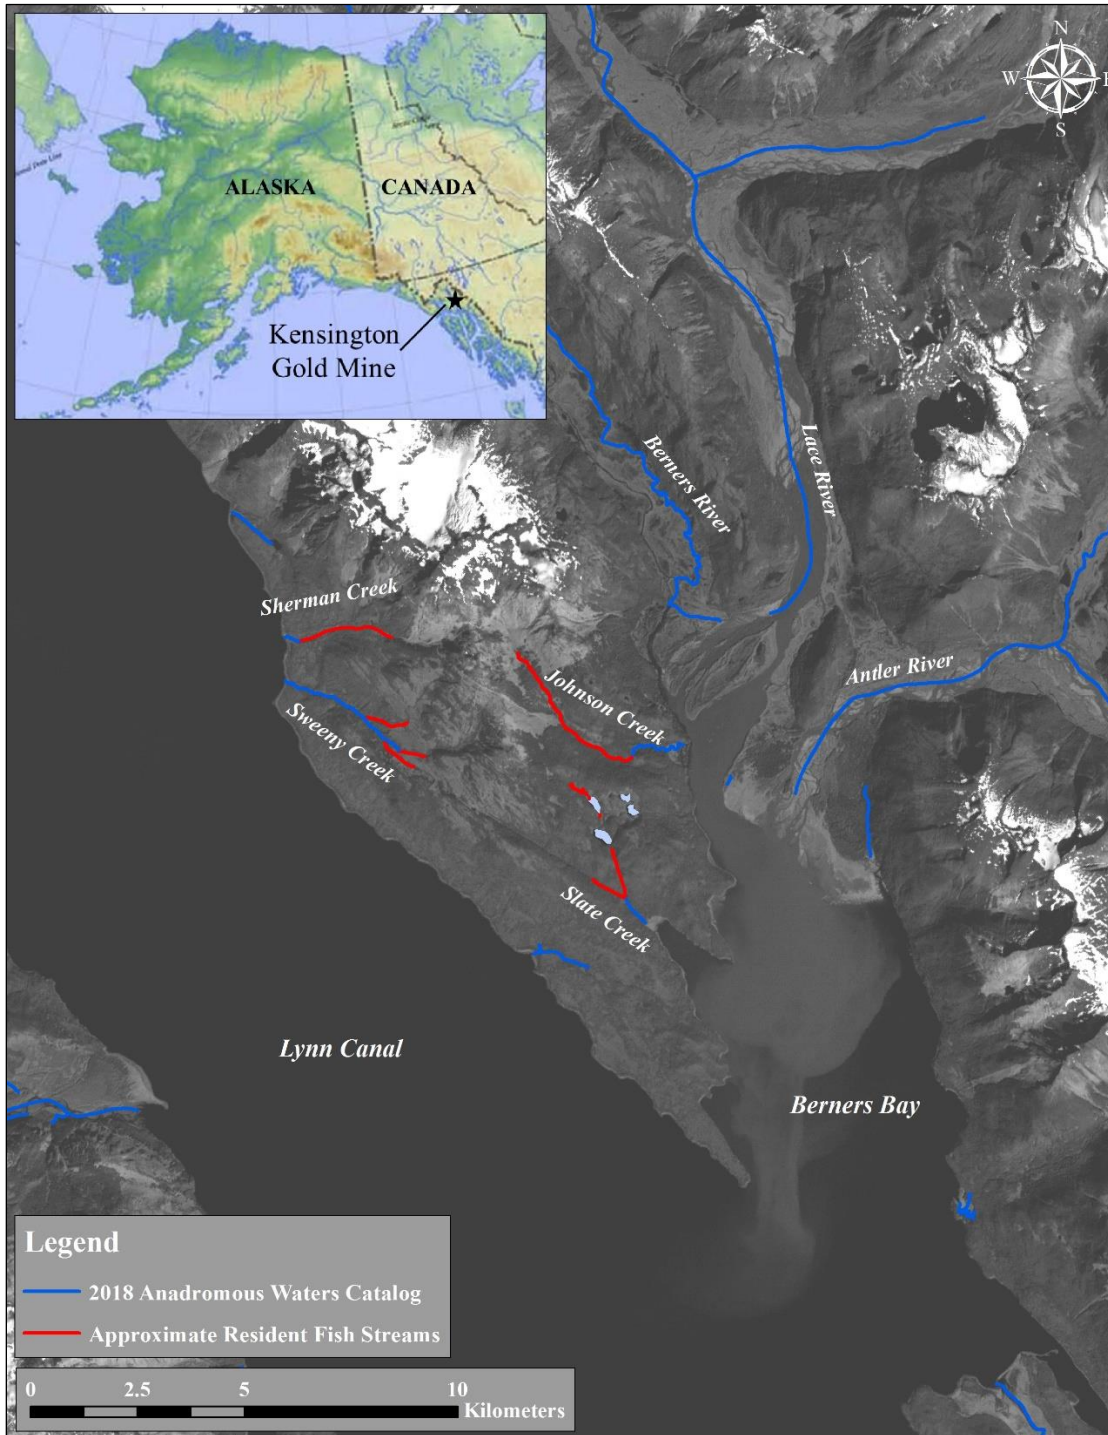 N
W
E
S
ALASKA
CANADA
Kensington
Gold Mine
Lace River
Berners River
Sherman Creek
Johnson Creek
Antler River
Sweeny Creek
Slate Creek
Lynn Canal
Berners Bay
Legend
2018 Anadromous Waters Catalog
Approximate Resident Fish Streams
0 2.5 5 10
Kilometers